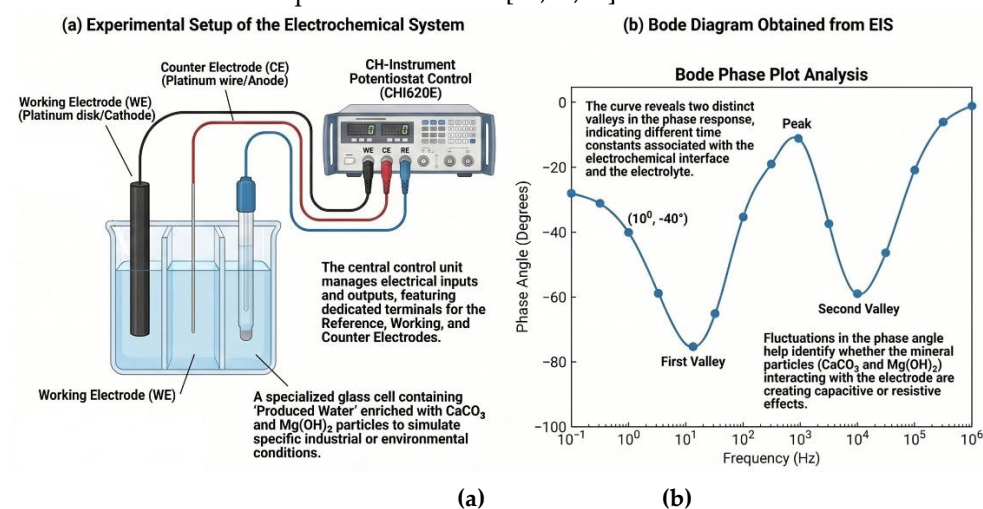 (a) Experimental Setup of the Electrochemical System
Counter Electrode (CE)
(Platinum wire/Anode)
CH-Instrument
Potentiostat Control
(CHI620E)
Working Electrode (WE)
(Platinum disk/Cathode)
WE CE RE
The central control unit
manages electrical inputs
and outputs, featuring
dedicated terminals for the
Reference, Working, and
Counter Electrodes.
Working Electrode (WE)
A specialized glass cell containing
'Produced Water' enriched with CaCO₃
and Mg(OH)₂ particles to simulate
specific industrial or environmental
conditions.
(b) Bode Diagram Obtained from EIS
Bode Phase Plot Analysis
The curve reveals two distinct
valleys in the phase response,
indicating different time
constants associated with the
electrochemical interface
and the electrolyte.
Peak
(10⁰, -40°)
First Valley
Second Valley
Fluctuations in the phase angle
help identify whether the mineral
particles (CaCO₃ and Mg(OH)₂)
interacting with the electrode are
creating capacitive or resistive
effects.
Phase Angle (Degrees)
0
−20
−40
−60
−80
−100
10⁻¹ 10⁰ 10¹ 10² 10³ 10⁴ 10⁵ 10⁶
Frequency (Hz)
(a) (b)